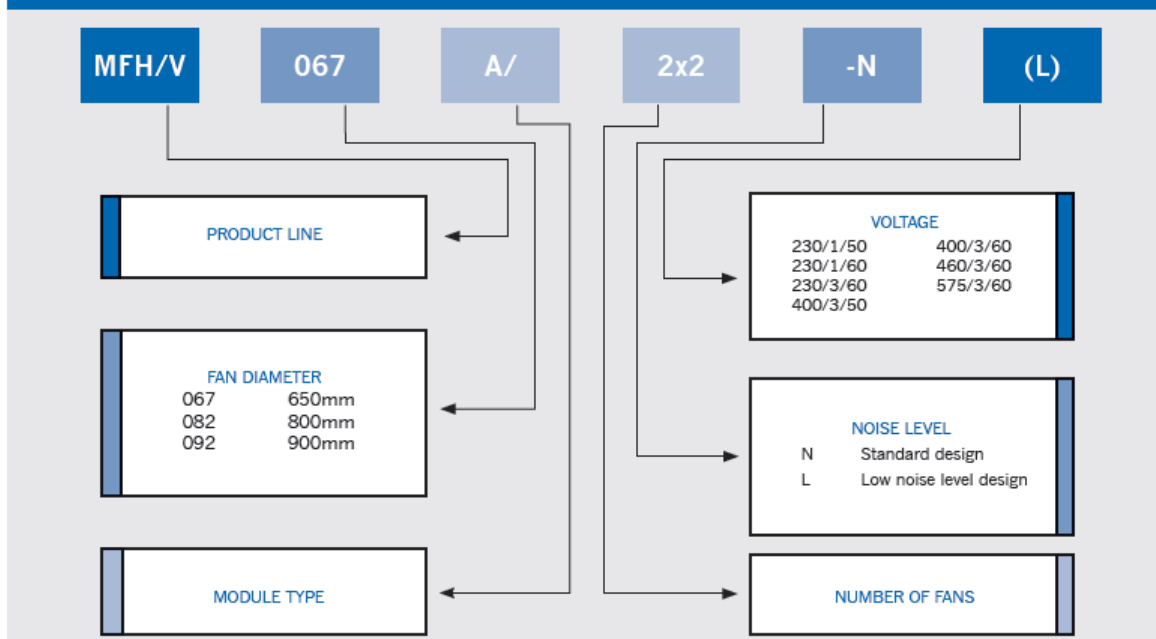 MFH/V 067 A/ 2x2 -N (L)
PRODUCT LINE
FAN DIAMETER
067 650mm
082 800mm
092 900mm
MODULE TYPE
VOLTAGE
230/1/50 400/3/60
230/1/60 460/3/60
230/3/60 575/3/60
400/3/50
NOISE LEVEL
N Standard design
L Low noise level design
NUMBER OF FANS